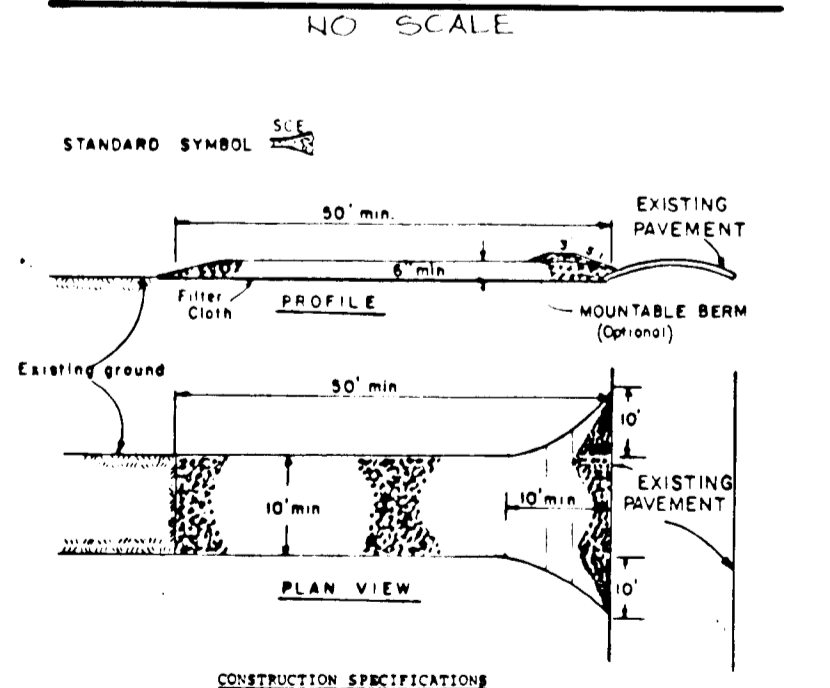 NO SCALE
SCE
STANDARD SYMBOL
50' min.
EXISTING
PAVEMENT
6" min
Filter
Cloth
PROFILE
MOUNTABLE BERM
(Optional)
Existing ground
50' min
10'
10' min
10' min
EXISTING
PAVEMENT
10'
PLAN VIEW
CONSTRUCTION SPECIFICATIONS